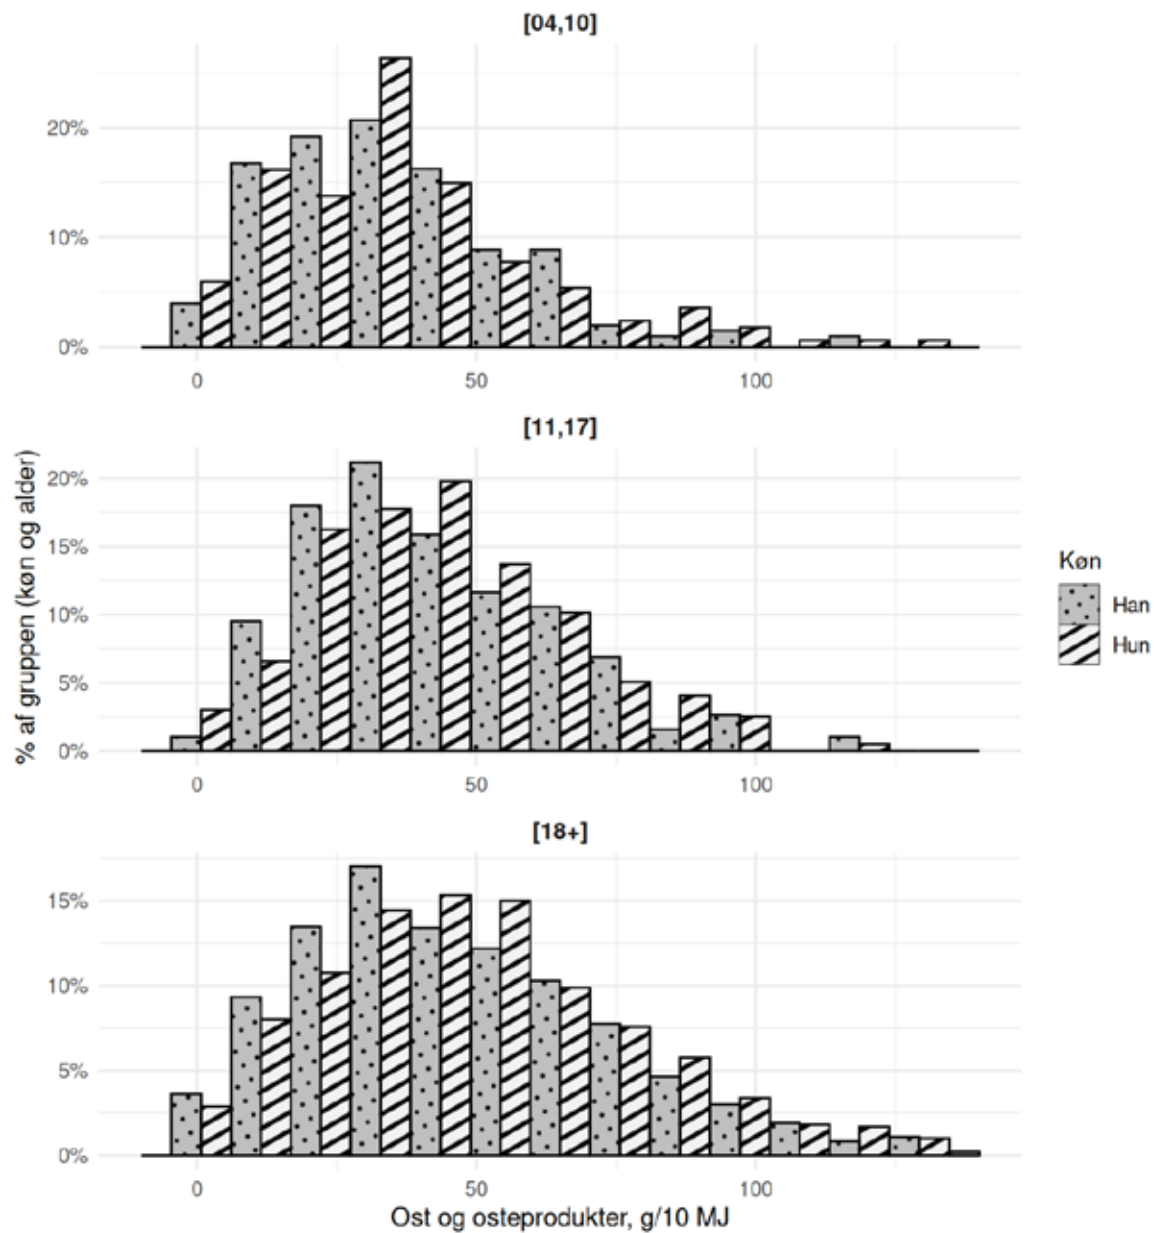 [04,10]
20%
10%
0%
0 50 100
[11,17]
20%
15%
10%
5%
0%
0 50 100
[18+]
15%
10%
5%
0%
0 50 100
Ost og osteprodukter, g/10 MJ
% af gruppen (køn og alder)
Køn
Han
Hun